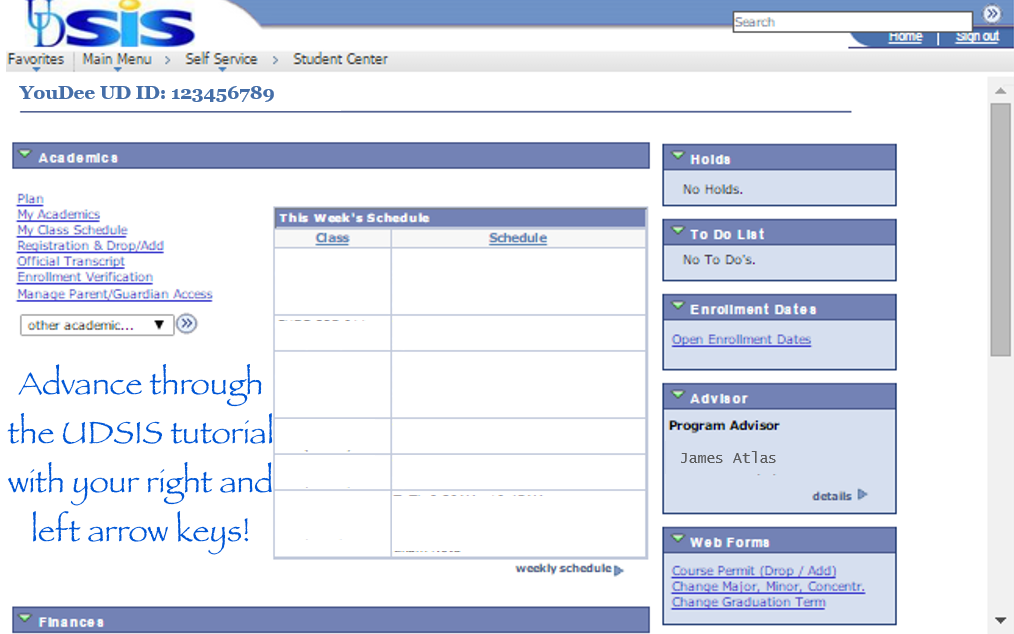 UDSIS
Search
Home | Sign out
Favorites Main Menu > Self Service > Student Center
YouDee UD ID: 123456789
Academics
Plan
My Academics
My Class Schedule
Registration & Drop/Add
Official Transcript
Enrollment Verification
Manage Parent/Guardian Access
other academic...
Advance through
the UDSIS tutorial
with your right and
left arrow keys!
This Week's Schedule
Class Schedule
weekly schedule
Finances
Holds
No Holds.
To Do List
No To Do's.
Enrollment Dates
Open Enrollment Dates
Advisor
Program Advisor
James Atlas
details
Web Forms
Course Permit (Drop / Add)
Change Major, Minor, Concentr.
Change Graduation Term